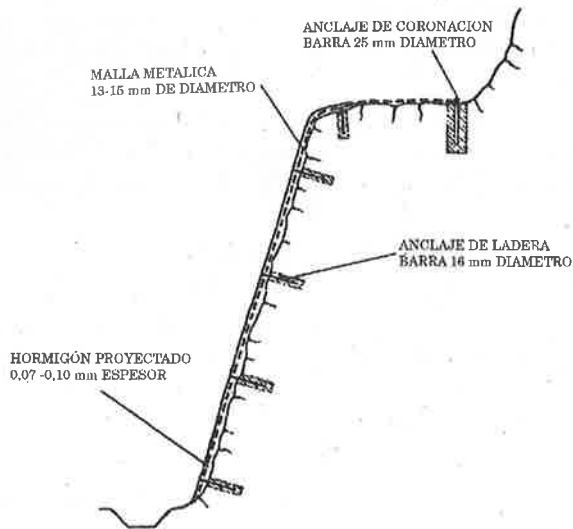 ANCLAJE DE CORONACION
BARRA 25 mm DIAMETRO
MALLA METALICA
13-15 mm DE DIAMETRO
ANCLAJE DE LADERA
BARRA 16 mm DIAMETRO
HORMIGÓN PROYECTADO
0,07 -0,10 mm ESPESOR